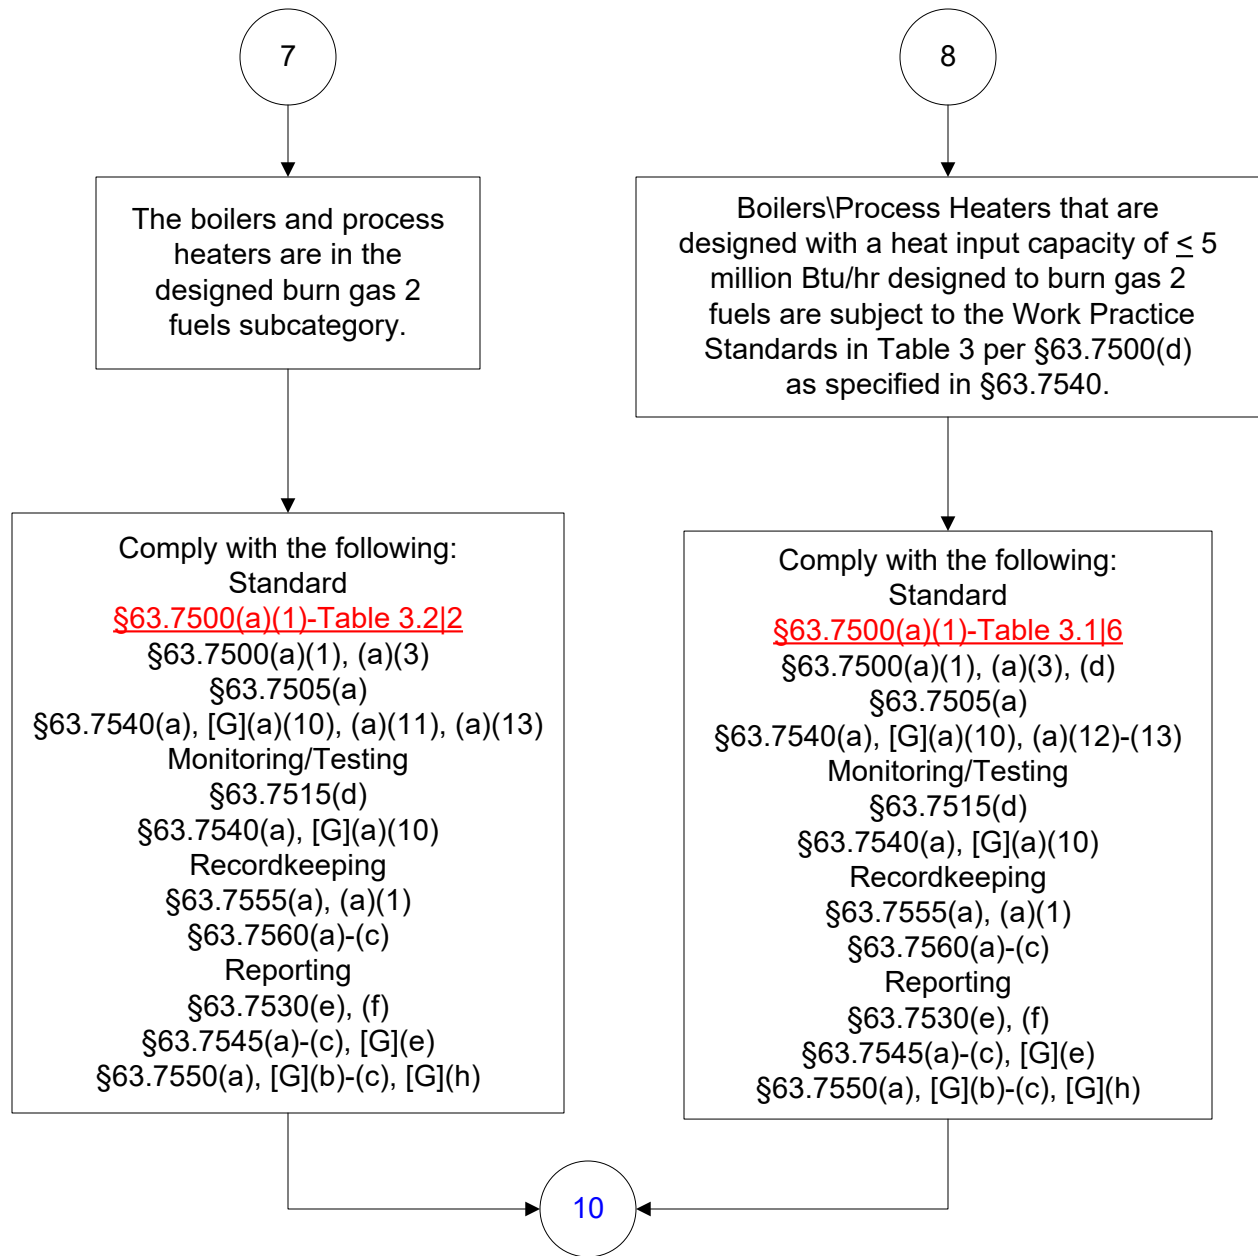 7
The boilers and process
heaters are in the
designed burn gas 2
fuels subcategory.
Comply with the following:
Standard
§63.7500(a)(1)-Table 3.2|2
§63.7500(a)(1), (a)(3)
§63.7505(a)
§63.7540(a), [G](a)(10), (a)(11), (a)(13)
Monitoring/Testing
§63.7515(d)
§63.7540(a), [G](a)(10)
Recordkeeping
§63.7555(a), (a)(1)
§63.7560(a)-(c)
Reporting
§63.7530(e), (f)
§63.7545(a)-(c), [G](e)
§63.7550(a), [G](b)-(c), [G](h)
8
Boilers\Process Heaters that are
designed with a heat input capacity of ≤ 5
million Btu/hr designed to burn gas 2
fuels are subject to the Work Practice
Standards in Table 3 per §63.7500(d)
as specified in §63.7540.
Comply with the following:
Standard
§63.7500(a)(1)-Table 3.1|6
§63.7500(a)(1), (a)(3), (d)
§63.7505(a)
§63.7540(a), [G](a)(10), (a)(12)-(13)
Monitoring/Testing
§63.7515(d)
§63.7540(a), [G](a)(10)
Recordkeeping
§63.7555(a), (a)(1)
§63.7560(a)-(c)
Reporting
§63.7530(e), (f)
§63.7545(a)-(c), [G](e)
§63.7550(a), [G](b)-(c), [G](h)
10